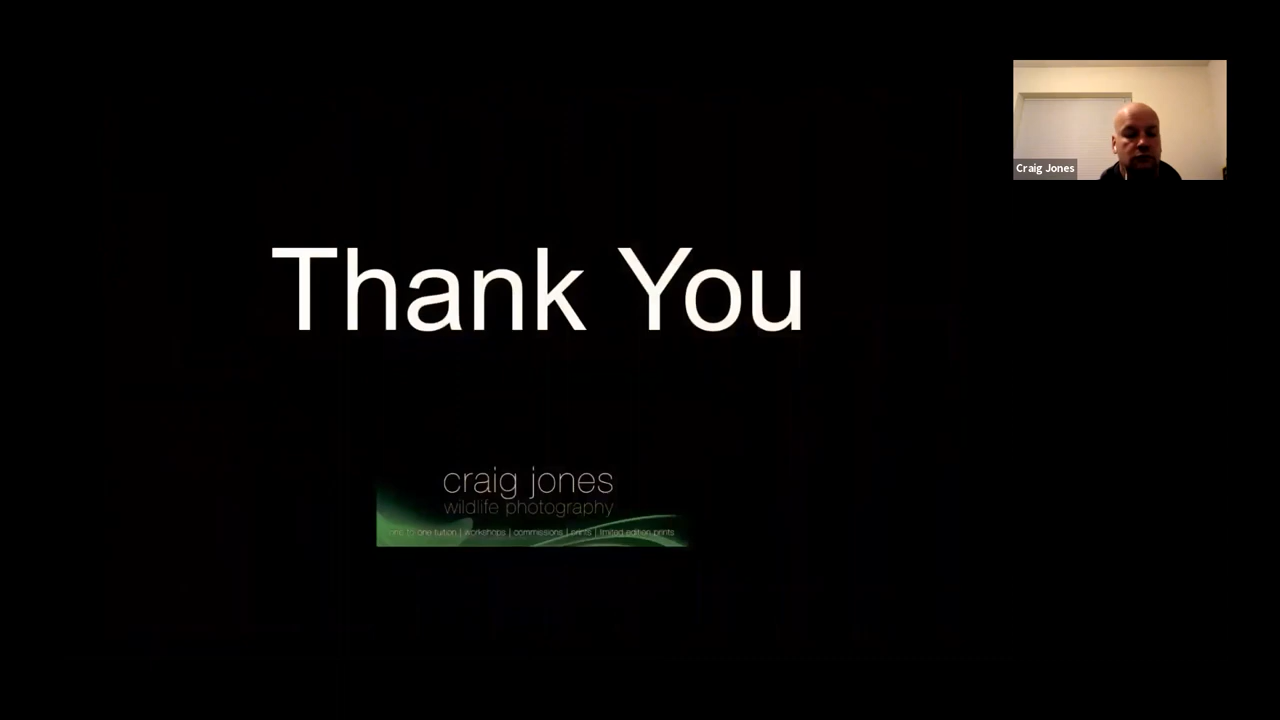 Craig Jones
Thank You
craig jones
wildlife photography
one to one tuition | workshops | commissions | prints | limited edition prints